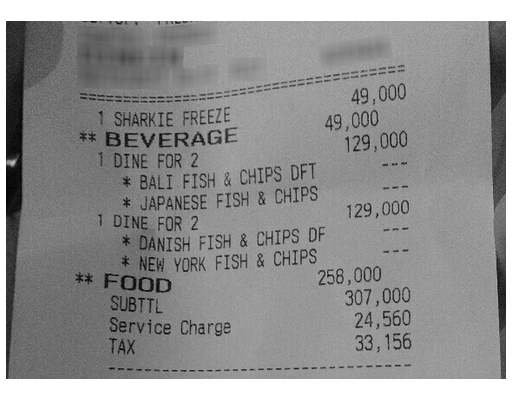 1 SHARKIE FREEZE 49,000
** BEVERAGE 49,000
1 DINE FOR 2 129,000
* BALI FISH & CHIPS DFT ---
* JAPANESE FISH & CHIPS ---
1 DINE FOR 2 129,000
* DANISH FISH & CHIPS DF ---
* NEW YORK FISH & CHIPS ---
** FOOD 258,000
SUBTTL 307,000
Service Charge 24,560
TAX 33,156